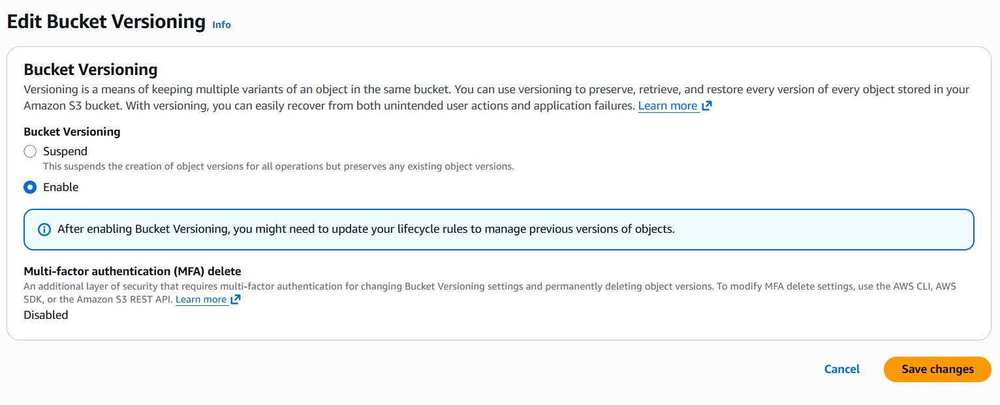 Edit Bucket Versioning Info
Bucket Versioning
Versioning is a means of keeping multiple variants of an object in the same bucket. You can use versioning to preserve, retrieve, and restore every version of every object stored in your
Amazon S3 bucket. With versioning, you can easily recover from both unintended user actions and application failures. Learn more
Bucket Versioning
Suspend
This suspends the creation of object versions for all operations but preserves any existing object versions.
Enable
After enabling Bucket Versioning, you might need to update your lifecycle rules to manage previous versions of objects.
Multi-factor authentication (MFA) delete
An additional layer of security that requires multi-factor authentication for changing Bucket Versioning settings and permanently deleting object versions. To modify MFA delete settings, use the AWS CLI, AWS
SDK, or the Amazon S3 REST API. Learn more
Disabled
Cancel Save changes